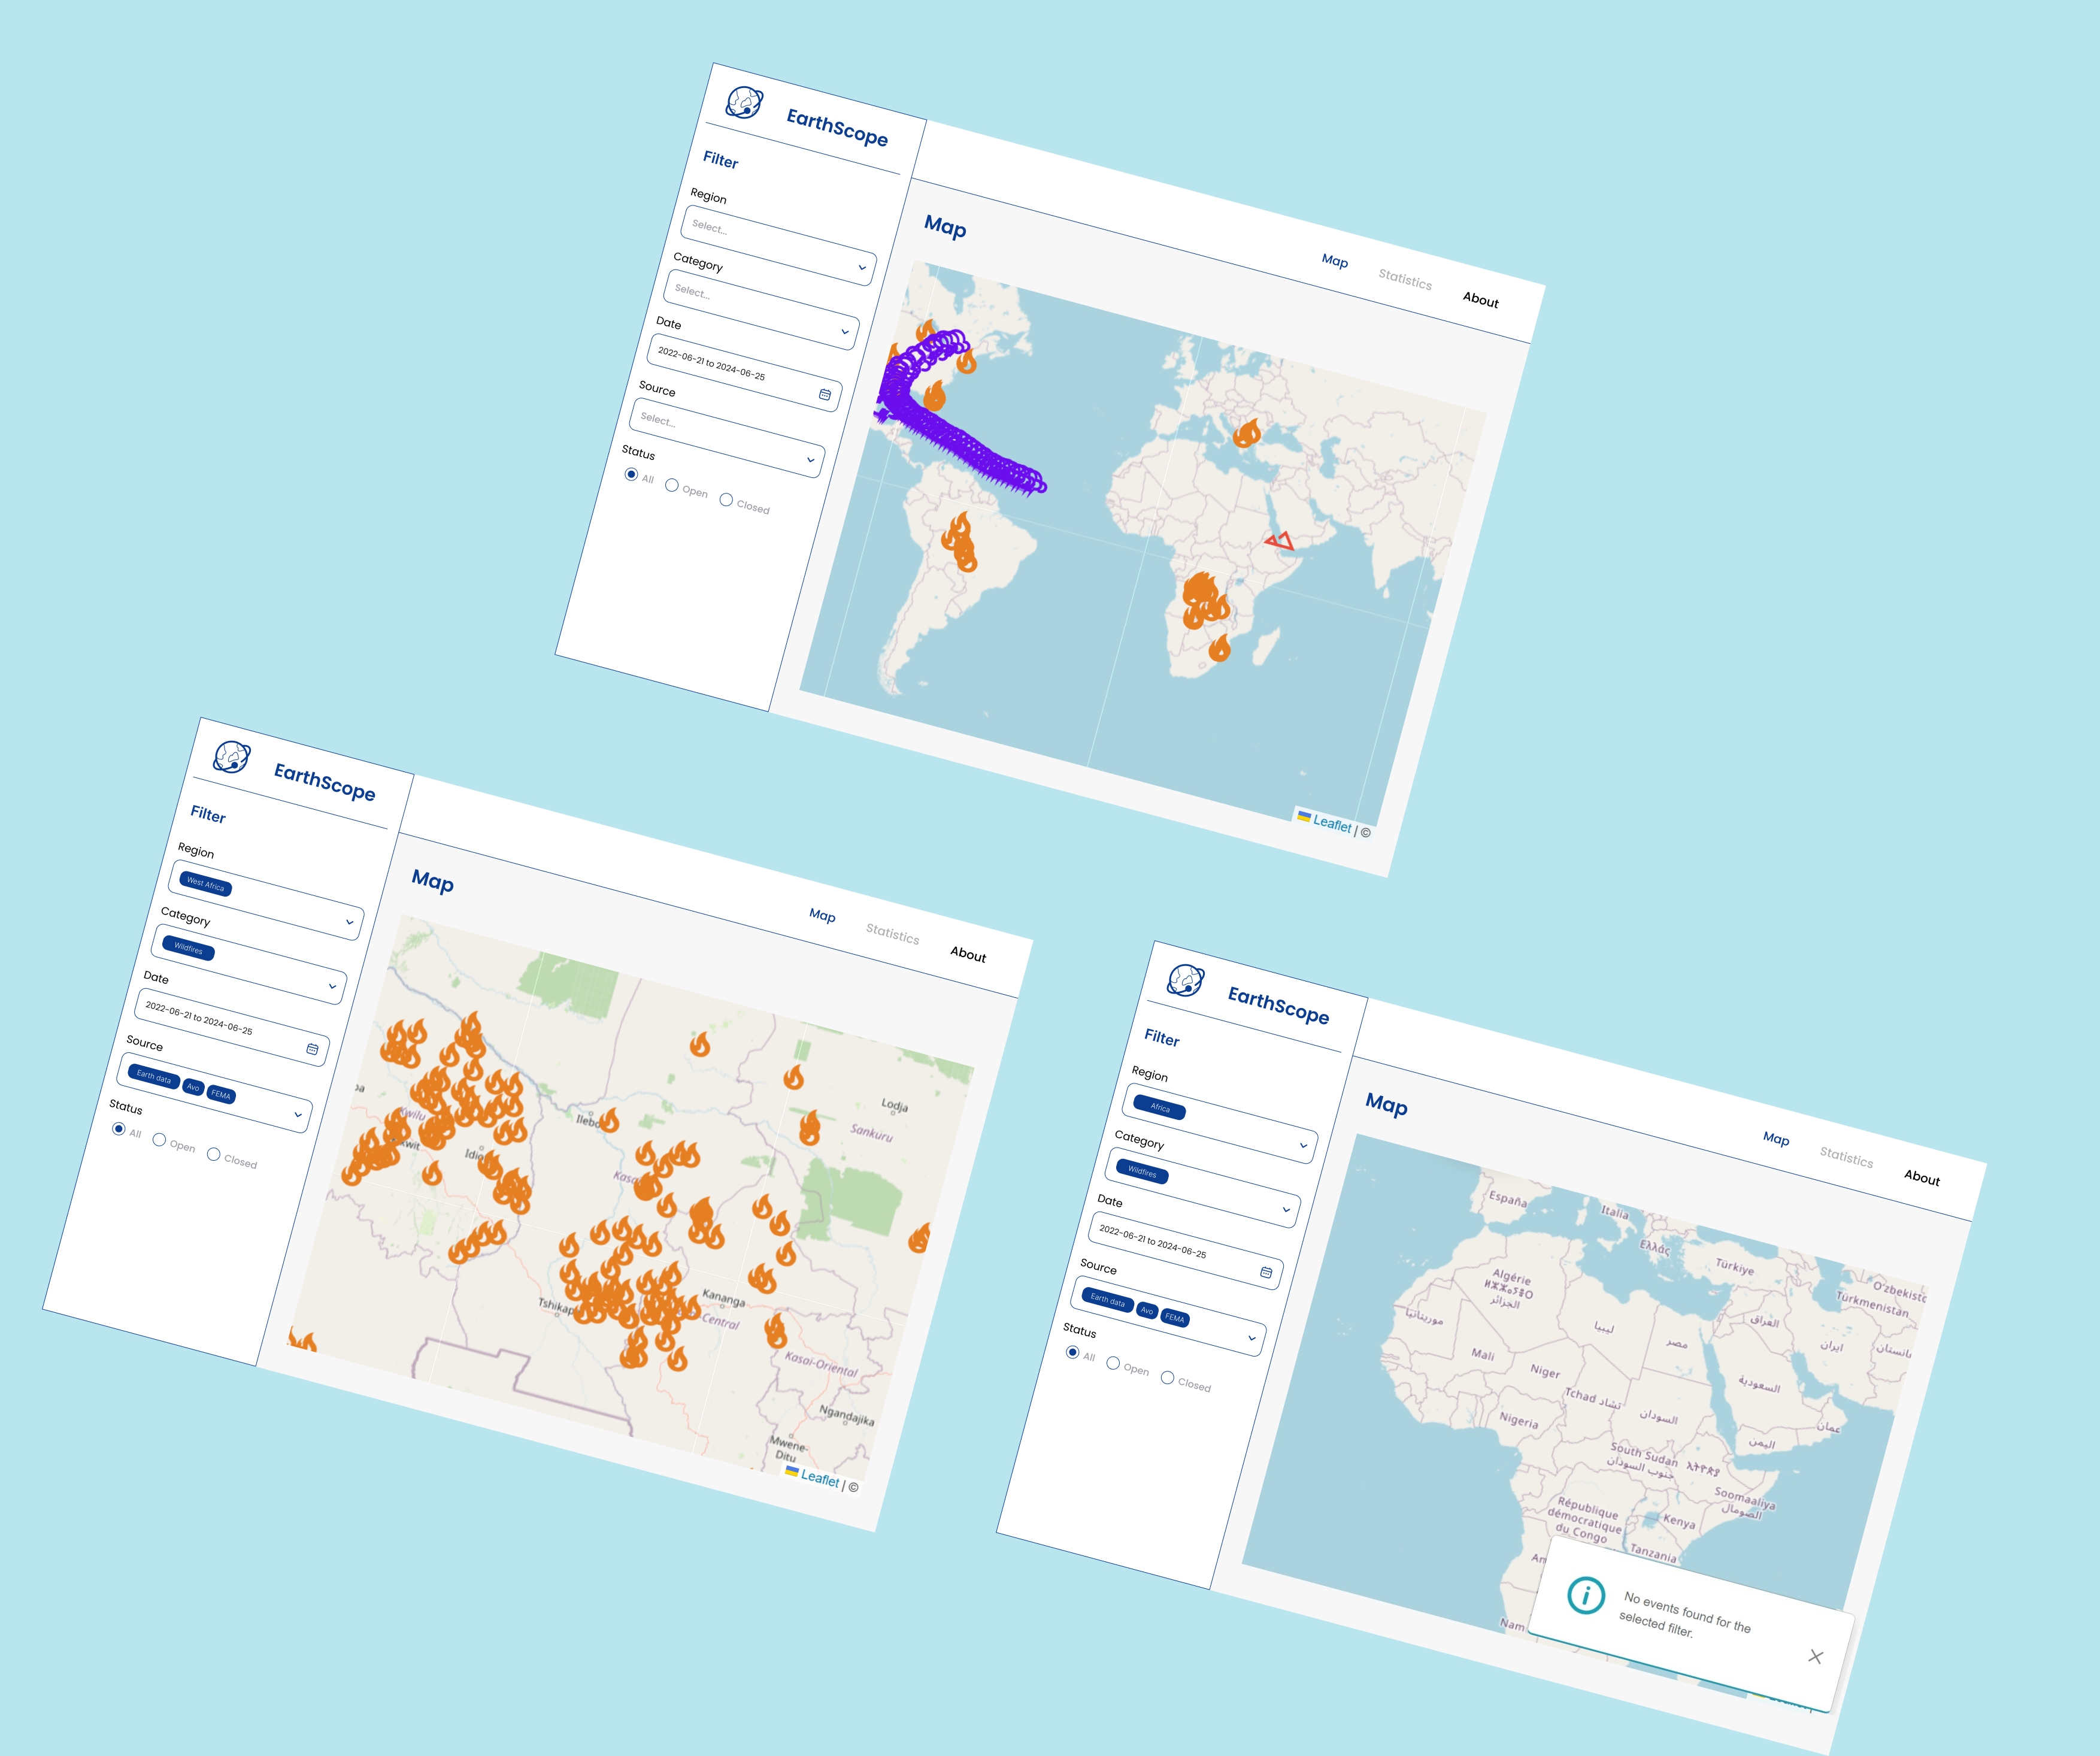 EarthScope
Filter
Region
Select...
Category
Select...
Date
2022-06-21 to 2024-06-25
Source
Select...
Status
All Open Closed
Map Statistics About
Map
Leaflet | ©
EarthScope
Filter
Region
West Africa
Category
Wildfires
Date
2022-06-21 to 2024-06-25
Source
Earth data Avo FEMA
Status
All Open Closed
Map Statistics About
Map
Lodja
Sankuru
Ilebo
Kwilu
Kananga
Central
Kasaï-Oriental
Ngandajika
Mwene-
Ditu
Leaflet | ©
EarthScope
Filter
Region
Africa
Category
Wildfires
Date
2022-06-21 to 2024-06-25
Source
Earth data Avo FEMA
Status
All Open Closed
Map Statistics About
Map
España
Italia
Ελλάς
Türkiye
Türkmenistan
Algérie
ⵍⵣⵣⴰⵢⴻⵔ
الجزائر
موريتانيا
ليبيا
مصر
العراق
ایران
السعودية
عمان
اليمن
Mali
Niger
Tchad تشاد
السودان
Nigeria
South Sudan
جنوب السودان
ኢትዮጵያ
Soomaaliya
الصومال
République
démocratique
du Congo
Kenya
Tanzania
No events found for the
selected filter.